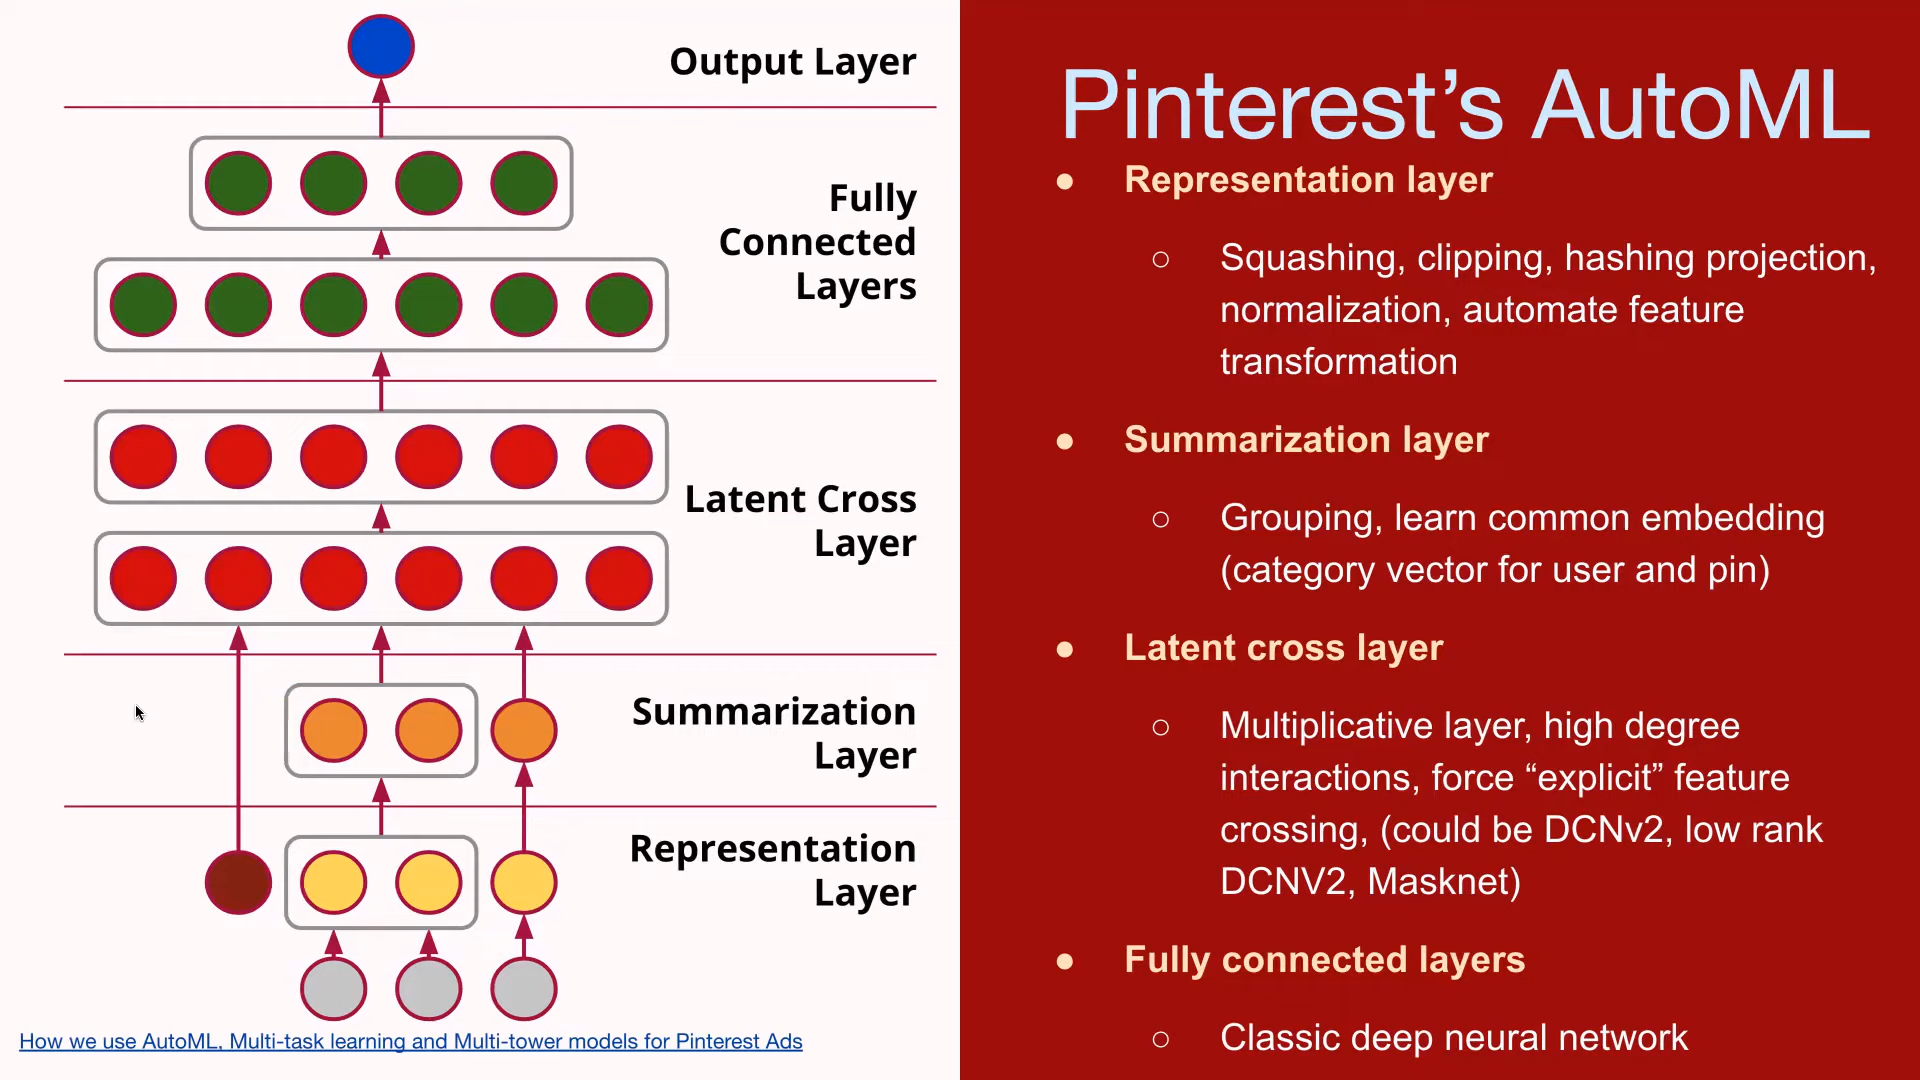 Output Layer
Fully
Connected
Layers
Latent Cross
Layer
Summarization
Layer
Representation
Layer
How we use AutoML, Multi-task learning and Multi-tower models for Pinterest Ads
Pinterest’s AutoML
● Representation layer
○ Squashing, clipping, hashing projection,
normalization, automate feature
transformation
● Summarization layer
○ Grouping, learn common embedding
(category vector for user and pin)
● Latent cross layer
○ Multiplicative layer, high degree
interactions, force “explicit” feature
crossing, (could be DCNv2, low rank
DCNV2, Masknet)
● Fully connected layers
○ Classic deep neural network